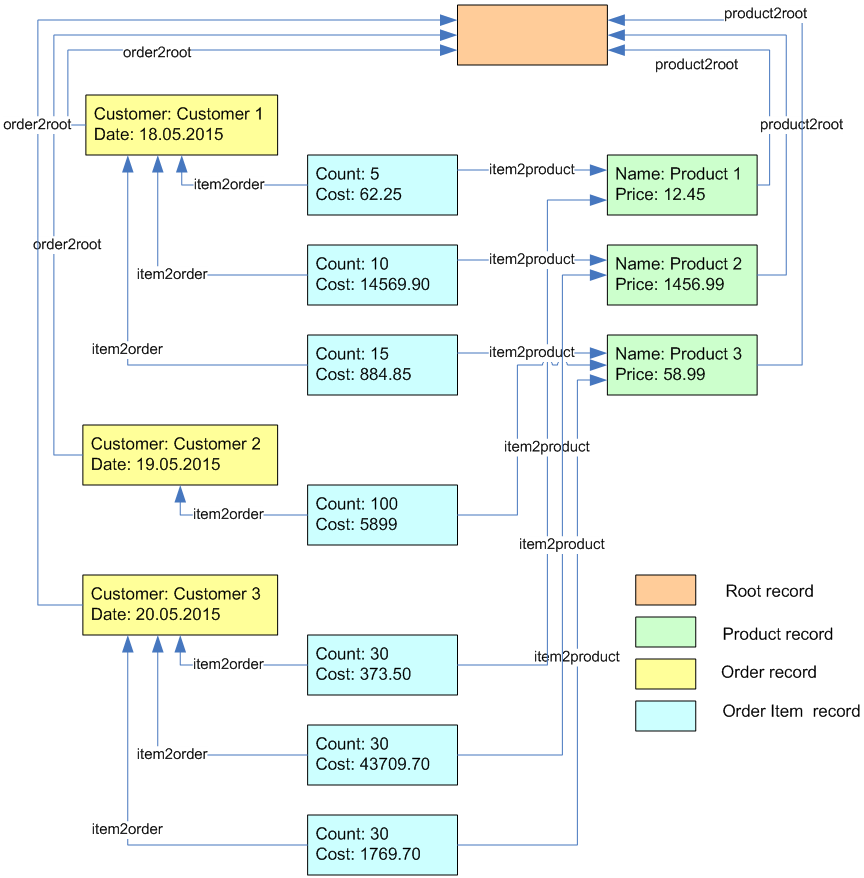 product2root
order2root
product2root
Customer: Customer 1
Date: 18.05.2015
order2root
product2root
Count: 5
Cost: 62.25
item2order
item2product
Name: Product 1
Price: 12.45
order2root
Count: 10
Cost: 14569.90
item2order
item2product
Name: Product 2
Price: 1456.99
Count: 15
Cost: 884.85
item2order
item2product
Name: Product 3
Price: 58.99
Customer: Customer 2
Date: 19.05.2015
item2product
Count: 100
Cost: 5899
item2order
item2product
Customer: Customer 3
Date: 20.05.2015
Root record
Product record
Count: 30
Cost: 373.50
item2order
item2product
Order record
Order Item  record
Count: 30
Cost: 43709.70
item2order
Count: 30
Cost: 1769.70
item2order